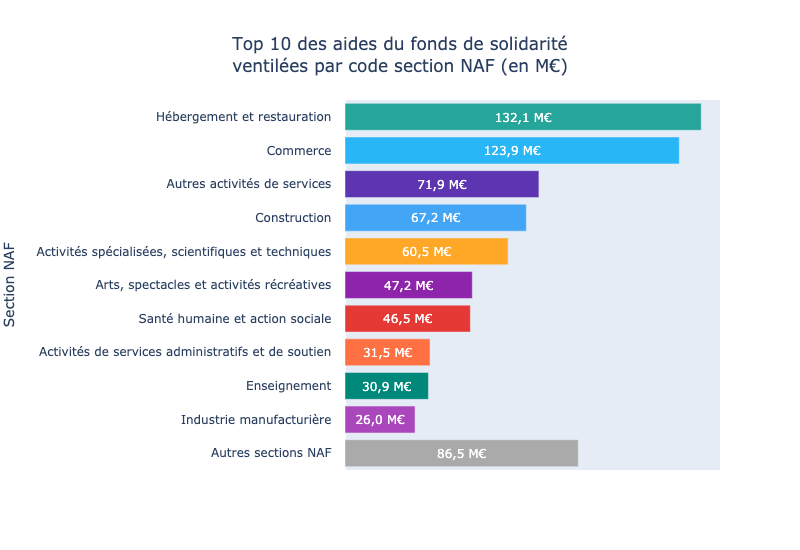 Top 10 des aides du fonds de solidarité
ventilées par code section NAF (en M€)
Section NAF
Hébergement et restauration 132,1 M€
Commerce 123,9 M€
Autres activités de services 71,9 M€
Construction 67,2 M€
Activités spécialisées, scientifiques et techniques 60,5 M€
Arts, spectacles et activités récréatives 47,2 M€
Santé humaine et action sociale 46,5 M€
Activités de services administratifs et de soutien 31,5 M€
Enseignement 30,9 M€
Industrie manufacturière 26,0 M€
Autres sections NAF 86,5 M€